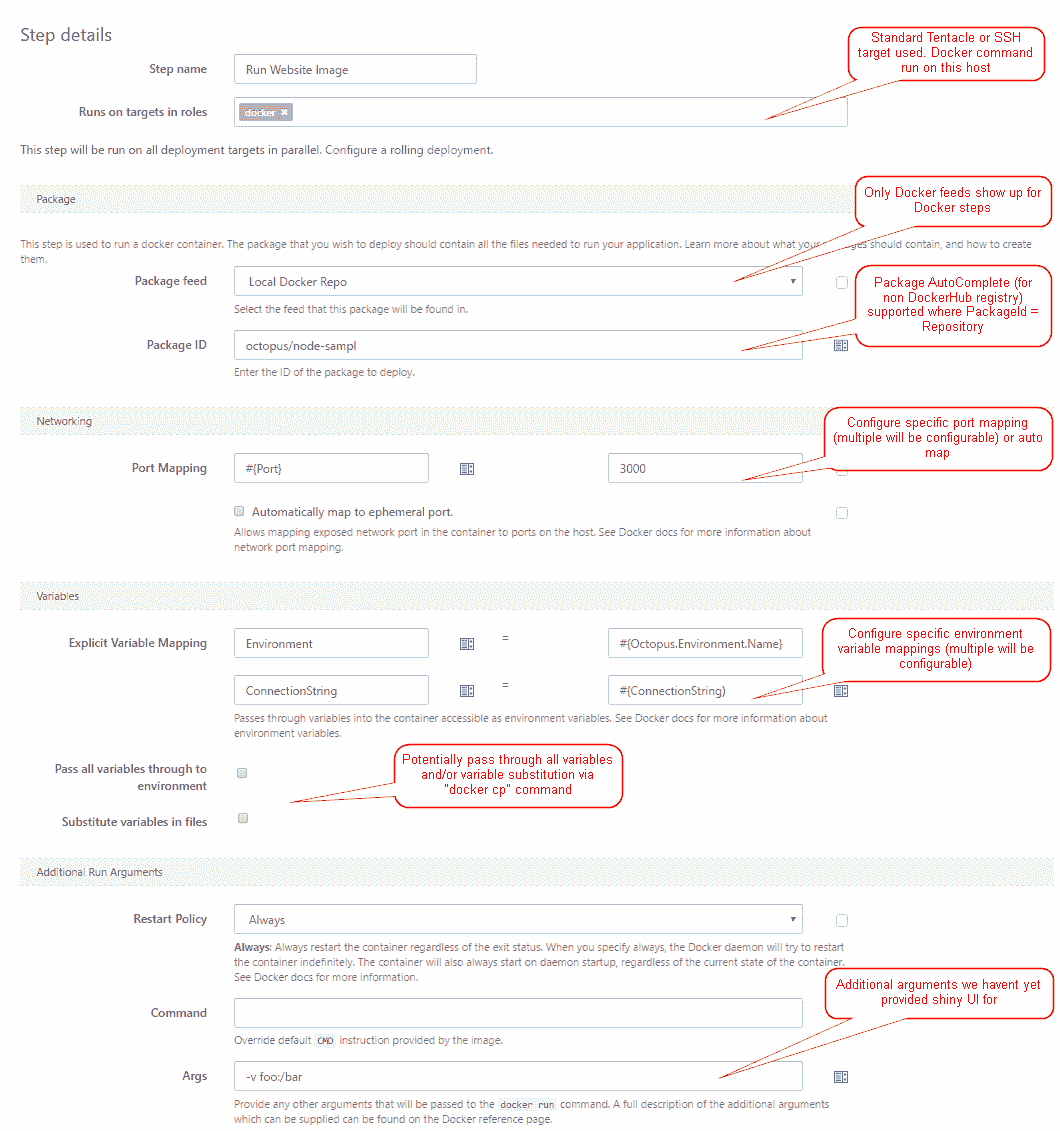 Step details
Standard Tentacle or SSH
target used. Docker command
run on this host
Step name
Run Website Image
Runs on targets in roles
docker ✖
This step will be run on all deployment targets in parallel. Configure a rolling deployment.
Package
Only Docker feeds show up for
Docker steps
This step is used to run a docker container. The package that you wish to deploy should contain all the files needed to run your application. Learn more about what your ges should contain, and how to create
them.
Package feed
Local Docker Repo
Select the feed that this package will be found in.
Package AutoComplete (for
non DockerHub registry)
supported where PackageId =
Repository
Package ID
octopus/node-sampl
Enter the ID of the package to deploy.
Networking
Configure specific port mapping
(multiple will be configurable) or auto
map
Port Mapping
#{Port}
3000
Automatically map to ephemeral port.
Allows mapping exposed network port in the container to ports on the host. See Docker docs for more information about
network port mapping.
Variables
Explicit Variable Mapping
Environment
=
#{Octopus.Environment.Name}
Configure specific environment
variable mappings (multiple will be
configurable)
ConnectionString
=
#{ConnectionString}
Passes through variables into the container accessible as environment variables. See Docker docs for more information about
environment variables.
Pass all variables through to
environment
Potentially pass through all variables
and/or variable substitution via
"docker cp" command
Substitute variables in files
Additional Run Arguments
Restart Policy
Always
Always: Always restart the container regardless of the exit status. When you specify always, the Docker daemon will try to restart
the container indefinitely. The container will also always start on daemon startup, regardless of the current state of the container.
See Docker docs for more information.
Additional arguments we havent yet
provided shiny UI for
Command
Override default CMD instruction provided by the image.
Args
-v foo:/bar
Provide any other arguments that will be passed to the docker run command. A full description of the additional arguments
which can be supplied can be found on the Docker reference page.